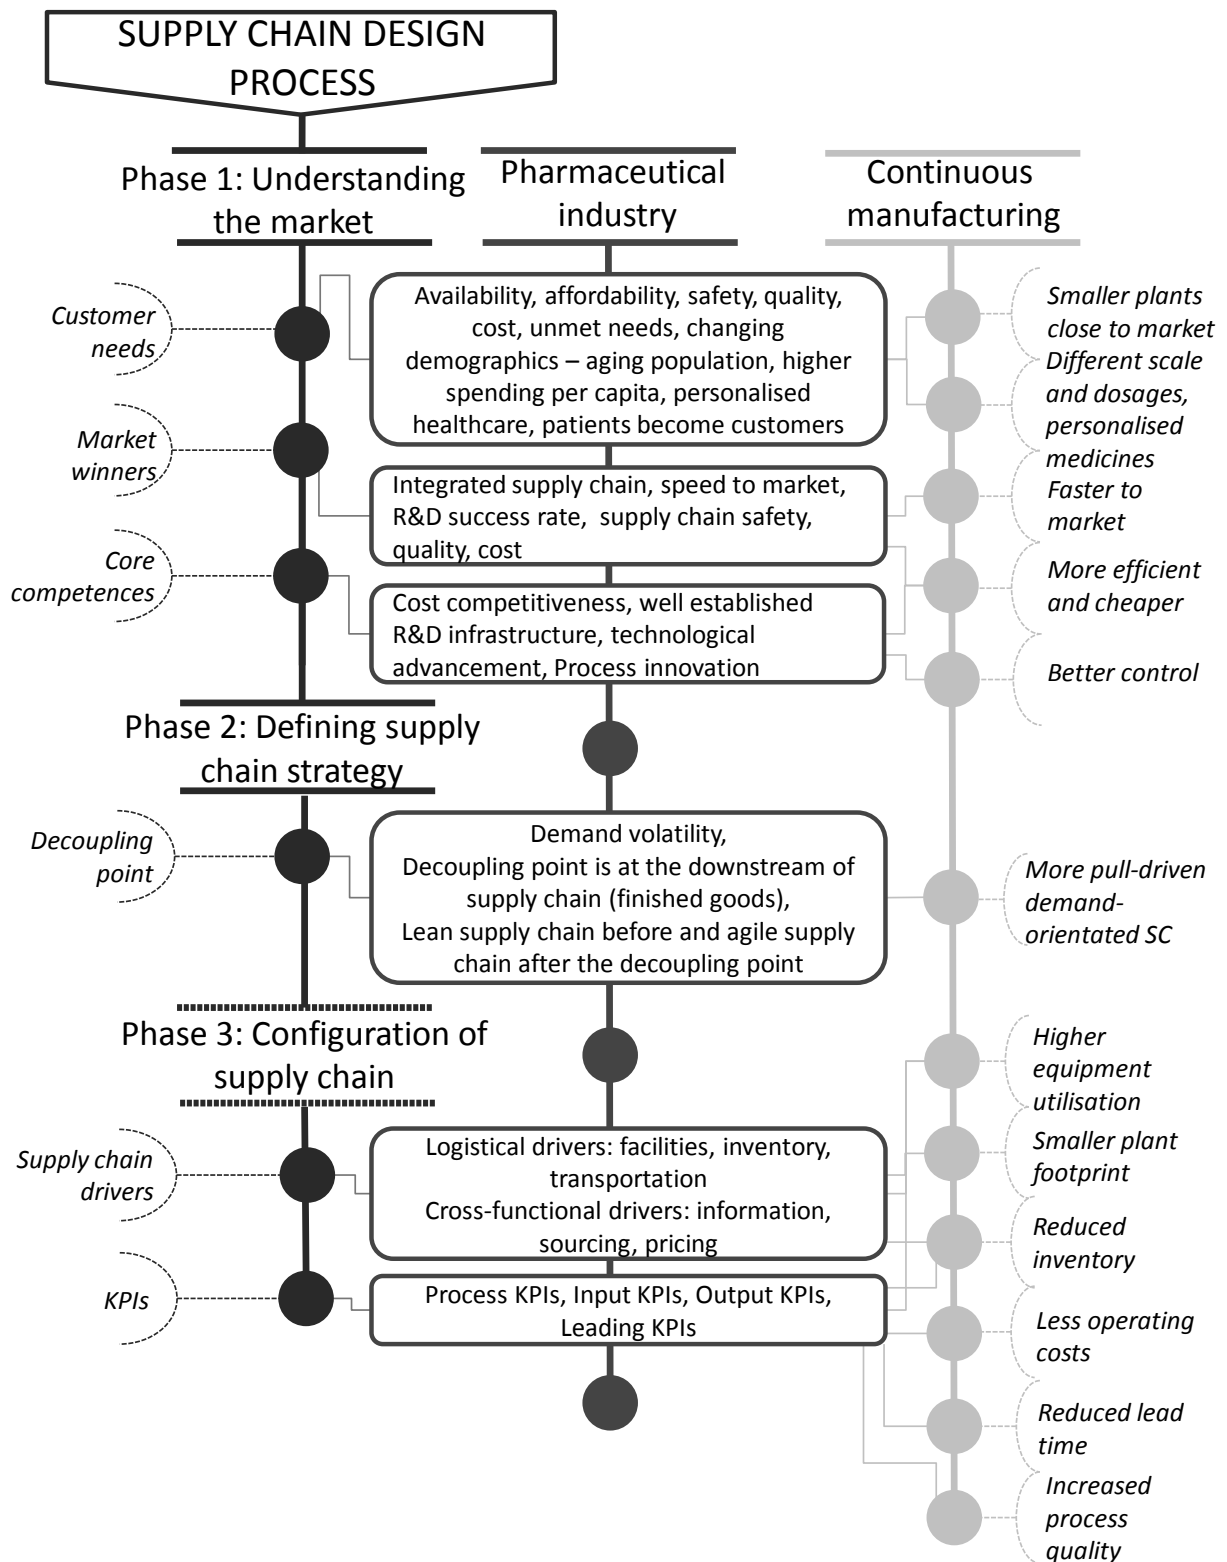 SUPPLY CHAIN DESIGN
PROCESS
Phase 1: Understanding
the market
Pharmaceutical
industry
Continuous
manufacturing
Customer
needs
Availability, affordability, safety, quality,
cost, unmet needs, changing
demographics – aging population, higher
spending per capita, personalised
healthcare, patients become customers
Smaller plants
close to market
Different scale
and dosages,
personalised
medicines
Market
winners
Integrated supply chain, speed to market,
R&D success rate, supply chain safety,
quality, cost
Faster to
market
Core
competences
Cost competitiveness, well established
R&D infrastructure, technological
advancement, Process innovation
More efficient
and cheaper
Better control
Phase 2: Defining supply
chain strategy
Decoupling
point
Demand volatility,
Decoupling point is at the downstream of
supply chain (finished goods),
Lean supply chain before and agile supply
chain after the decoupling point
More pull-driven
demand-
orientated SC
Phase 3: Configuration of
supply chain
Supply chain
drivers
Logistical drivers: facilities, inventory,
transportation
Cross-functional drivers: information,
sourcing, pricing
Higher
equipment
utilisation
Smaller plant
footprint
Reduced
inventory
KPIs
Process KPIs, Input KPIs, Output KPIs,
Leading KPIs
Less operating
costs
Reduced lead
time
Increased
process
quality